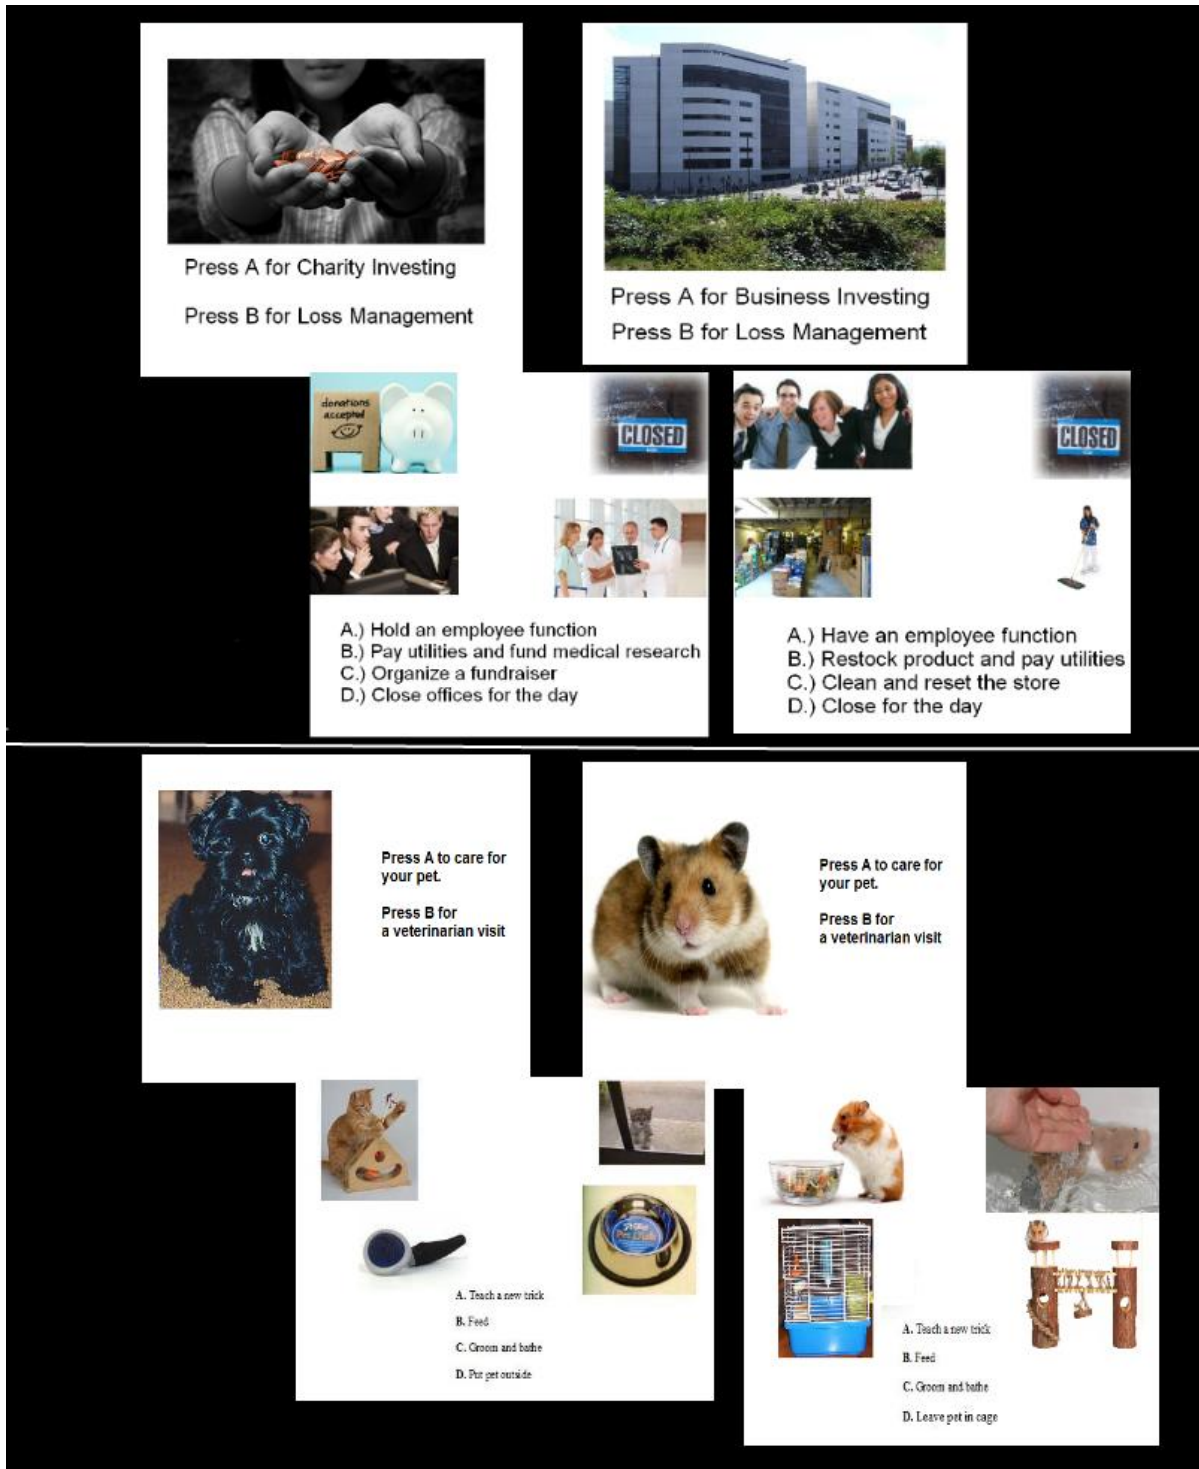 Press A for Charity Investing
Press B for Loss Management
Press A for Business Investing
Press B for Loss Management
donations
accepted
CLOSED
A.) Hold an employee function
B.) Pay utilities and fund medical research
C.) Organize a fundraiser
D.) Close offices for the day
CLOSED
A.) Have an employee function
B.) Restock product and pay utilities
C.) Clean and reset the store
D.) Close for the day
Press A to care for
your pet.
Press B for
a veterinarian visit
Press A to care for
your pet.
Press B for
a veterinarian visit
Pet Dish
A. Teach a new trick
B. Feed
C. Groom and bathe
D. Put pet outside
A. Teach a new trick
B. Feed
C. Groom and bathe
D. Leave pet in cage